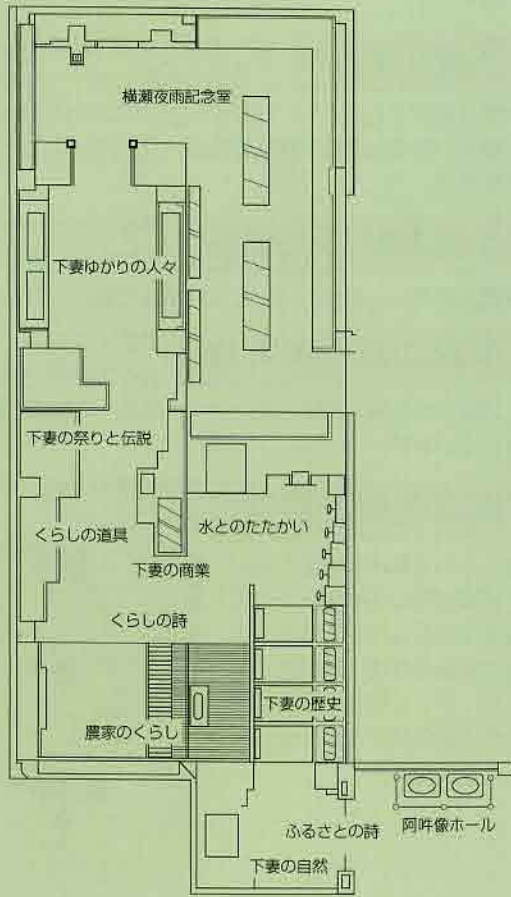 横瀬夜雨記念室
下妻ゆかりの人々
下妻の祭りと伝説
くらしの道具
水とのたたかい
下妻の商業
くらしの詩
下妻の歴史
農家のくらし
ふるさとの詩
阿吽像ホール
下妻の自然